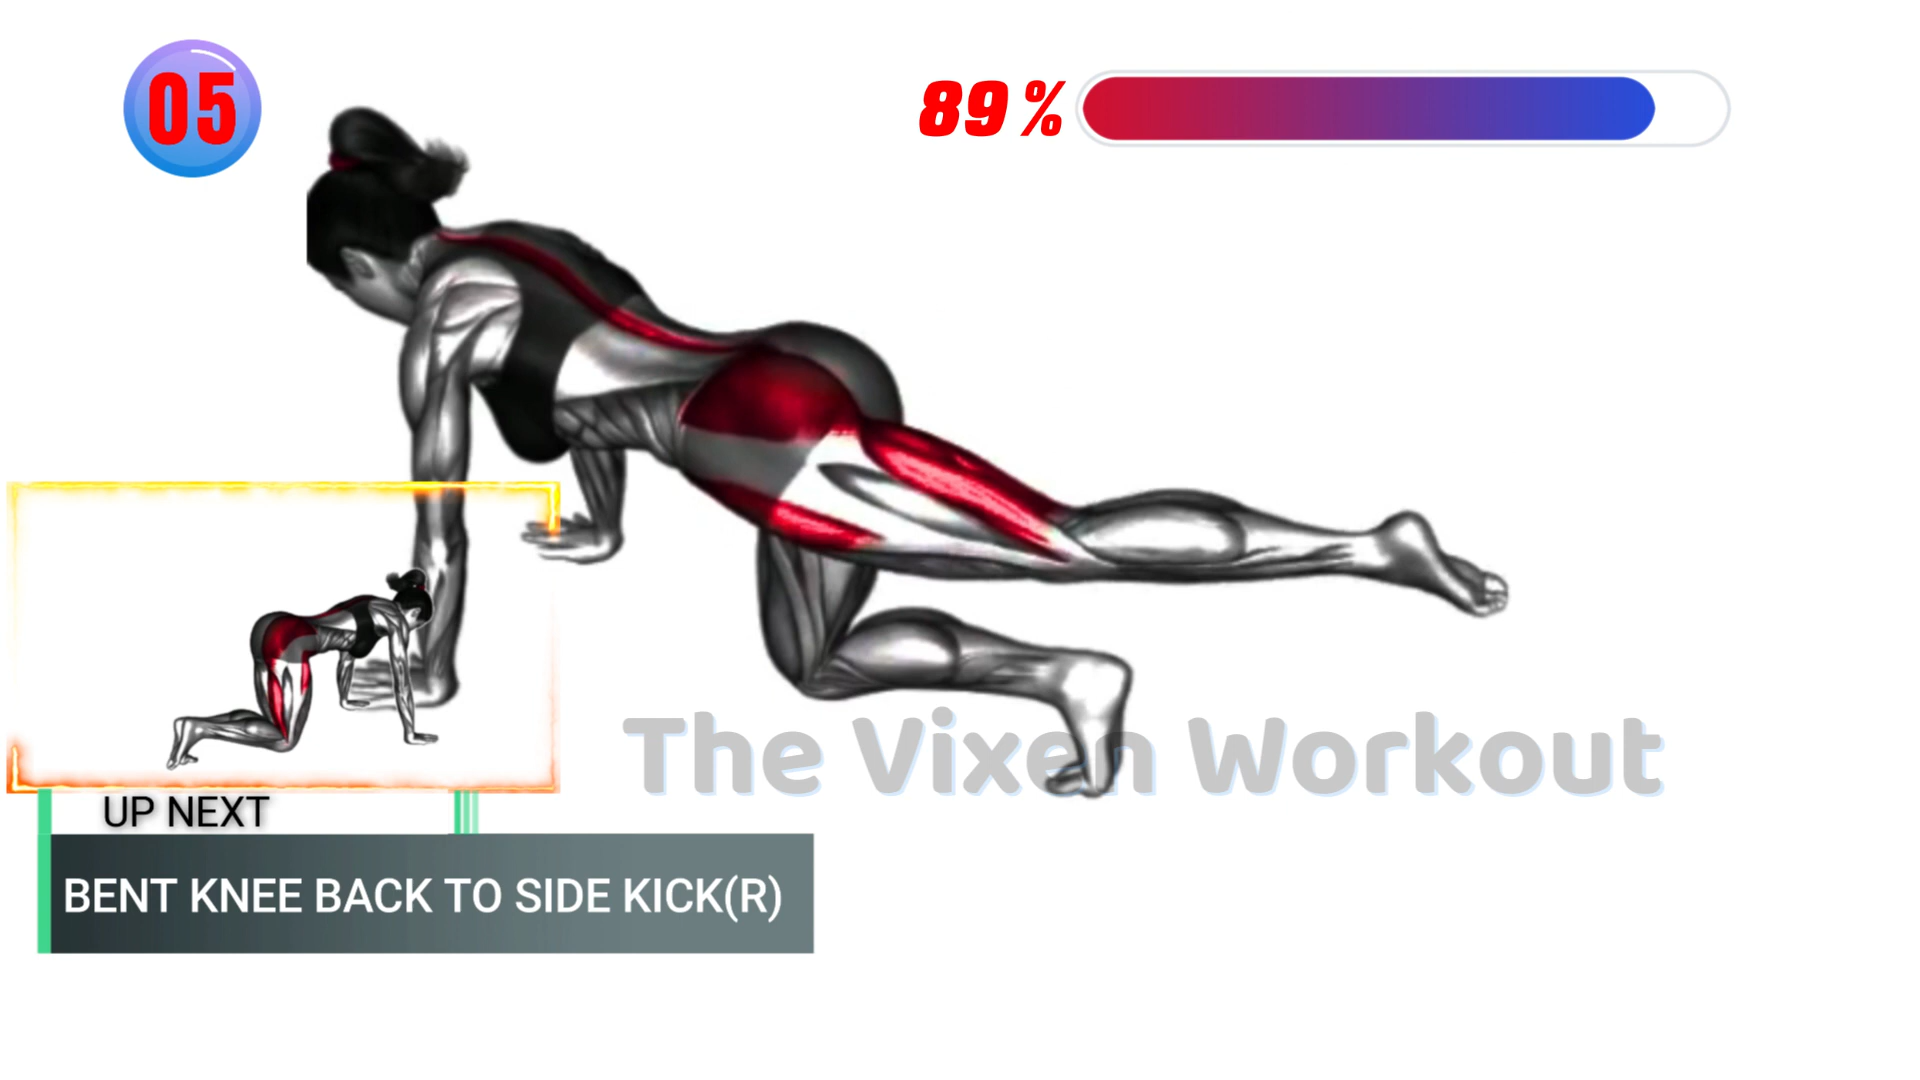 05
89%
The Vixen Workout
UP NEXT
BENT KNEE BACK TO SIDE KICK(R)